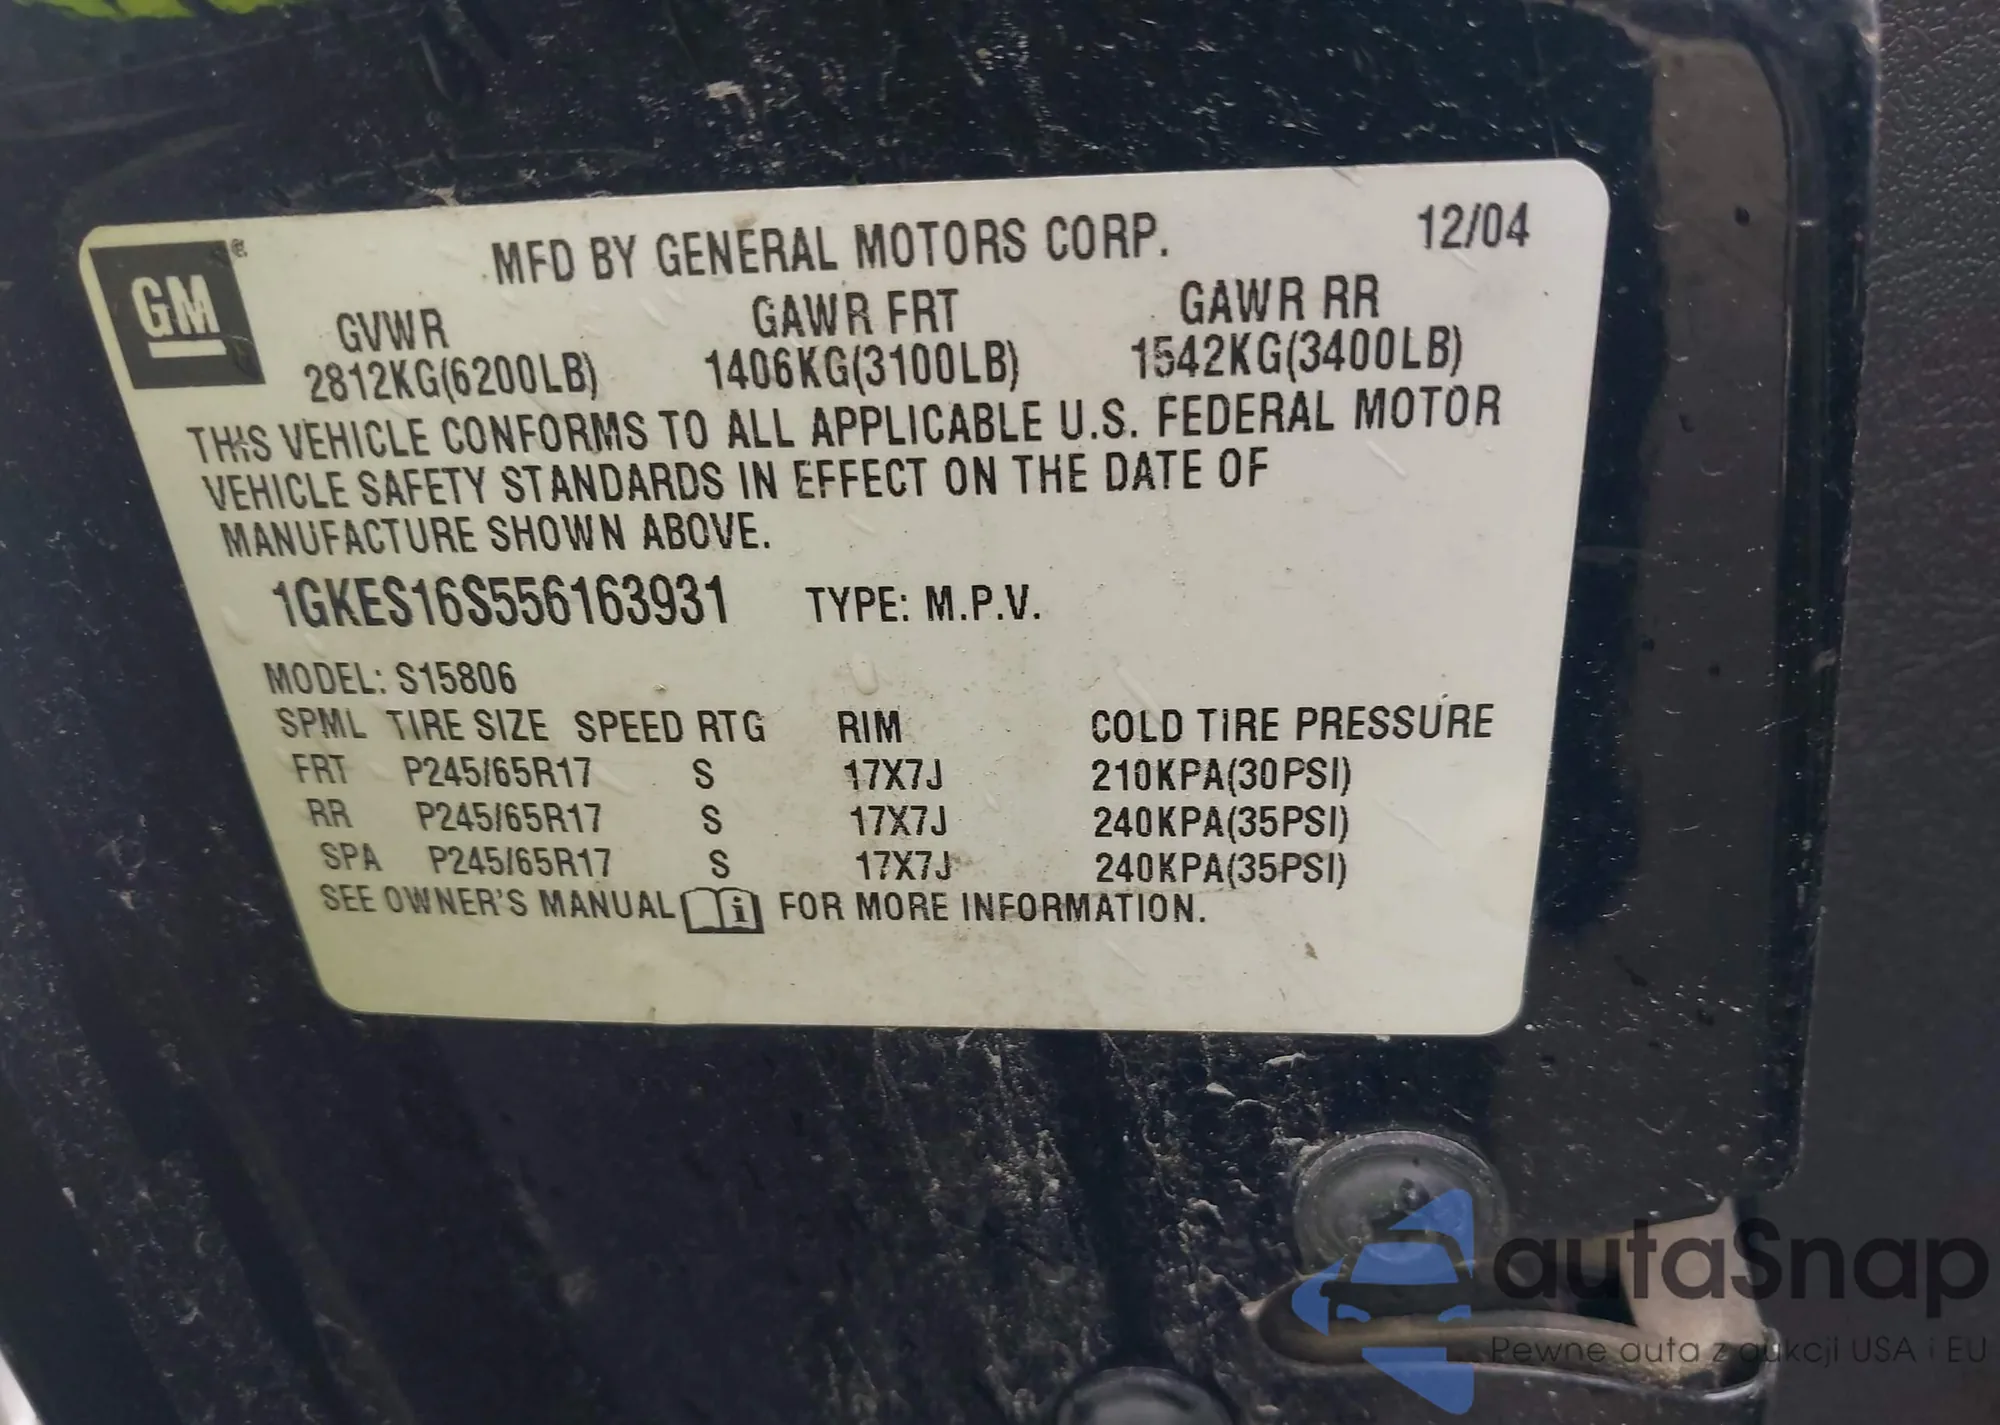 GM®
MFD BY GENERAL MOTORS CORP. 12/04
GVWR GAWR FRT GAWR RR
2812KG(6200LB) 1406KG(3100LB) 1542KG(3400LB)
THIS VEHICLE CONFORMS TO ALL APPLICABLE U.S. FEDERAL MOTOR
VEHICLE SAFETY STANDARDS IN EFFECT ON THE DATE OF
MANUFACTURE SHOWN ABOVE.
1GKES16S556163931 TYPE: M.P.V.
MODEL: S15806
SPML TIRE SIZE SPEED RTG RIM COLD TIRE PRESSURE
FRT P245/65R17 S 17X7J 210KPA(30PSI)
RR P245/65R17 S 17X7J 240KPA(35PSI)
SPA P245/65R17 S 17X7J 240KPA(35PSI)
SEE OWNER'S MANUAL i FOR MORE INFORMATION.
autaSnap
Pewne auta z aukcji USA i EU